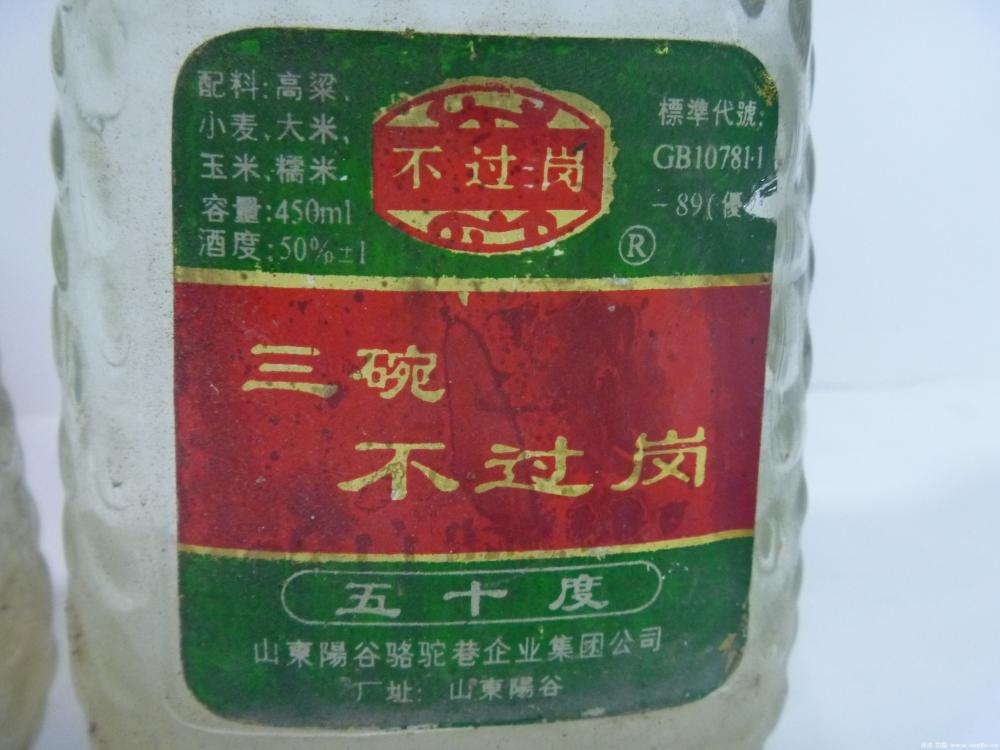 配料:高粱、
小麦、大米、
玉米、糯米.
容量:450ml
酒度:50%±1
不过岗
®
標準代號:
GB10781·1
-89(優
三碗
不过岗
五十度
山東陽谷骆驼巷企业集团公司
厂址: 山東陽谷